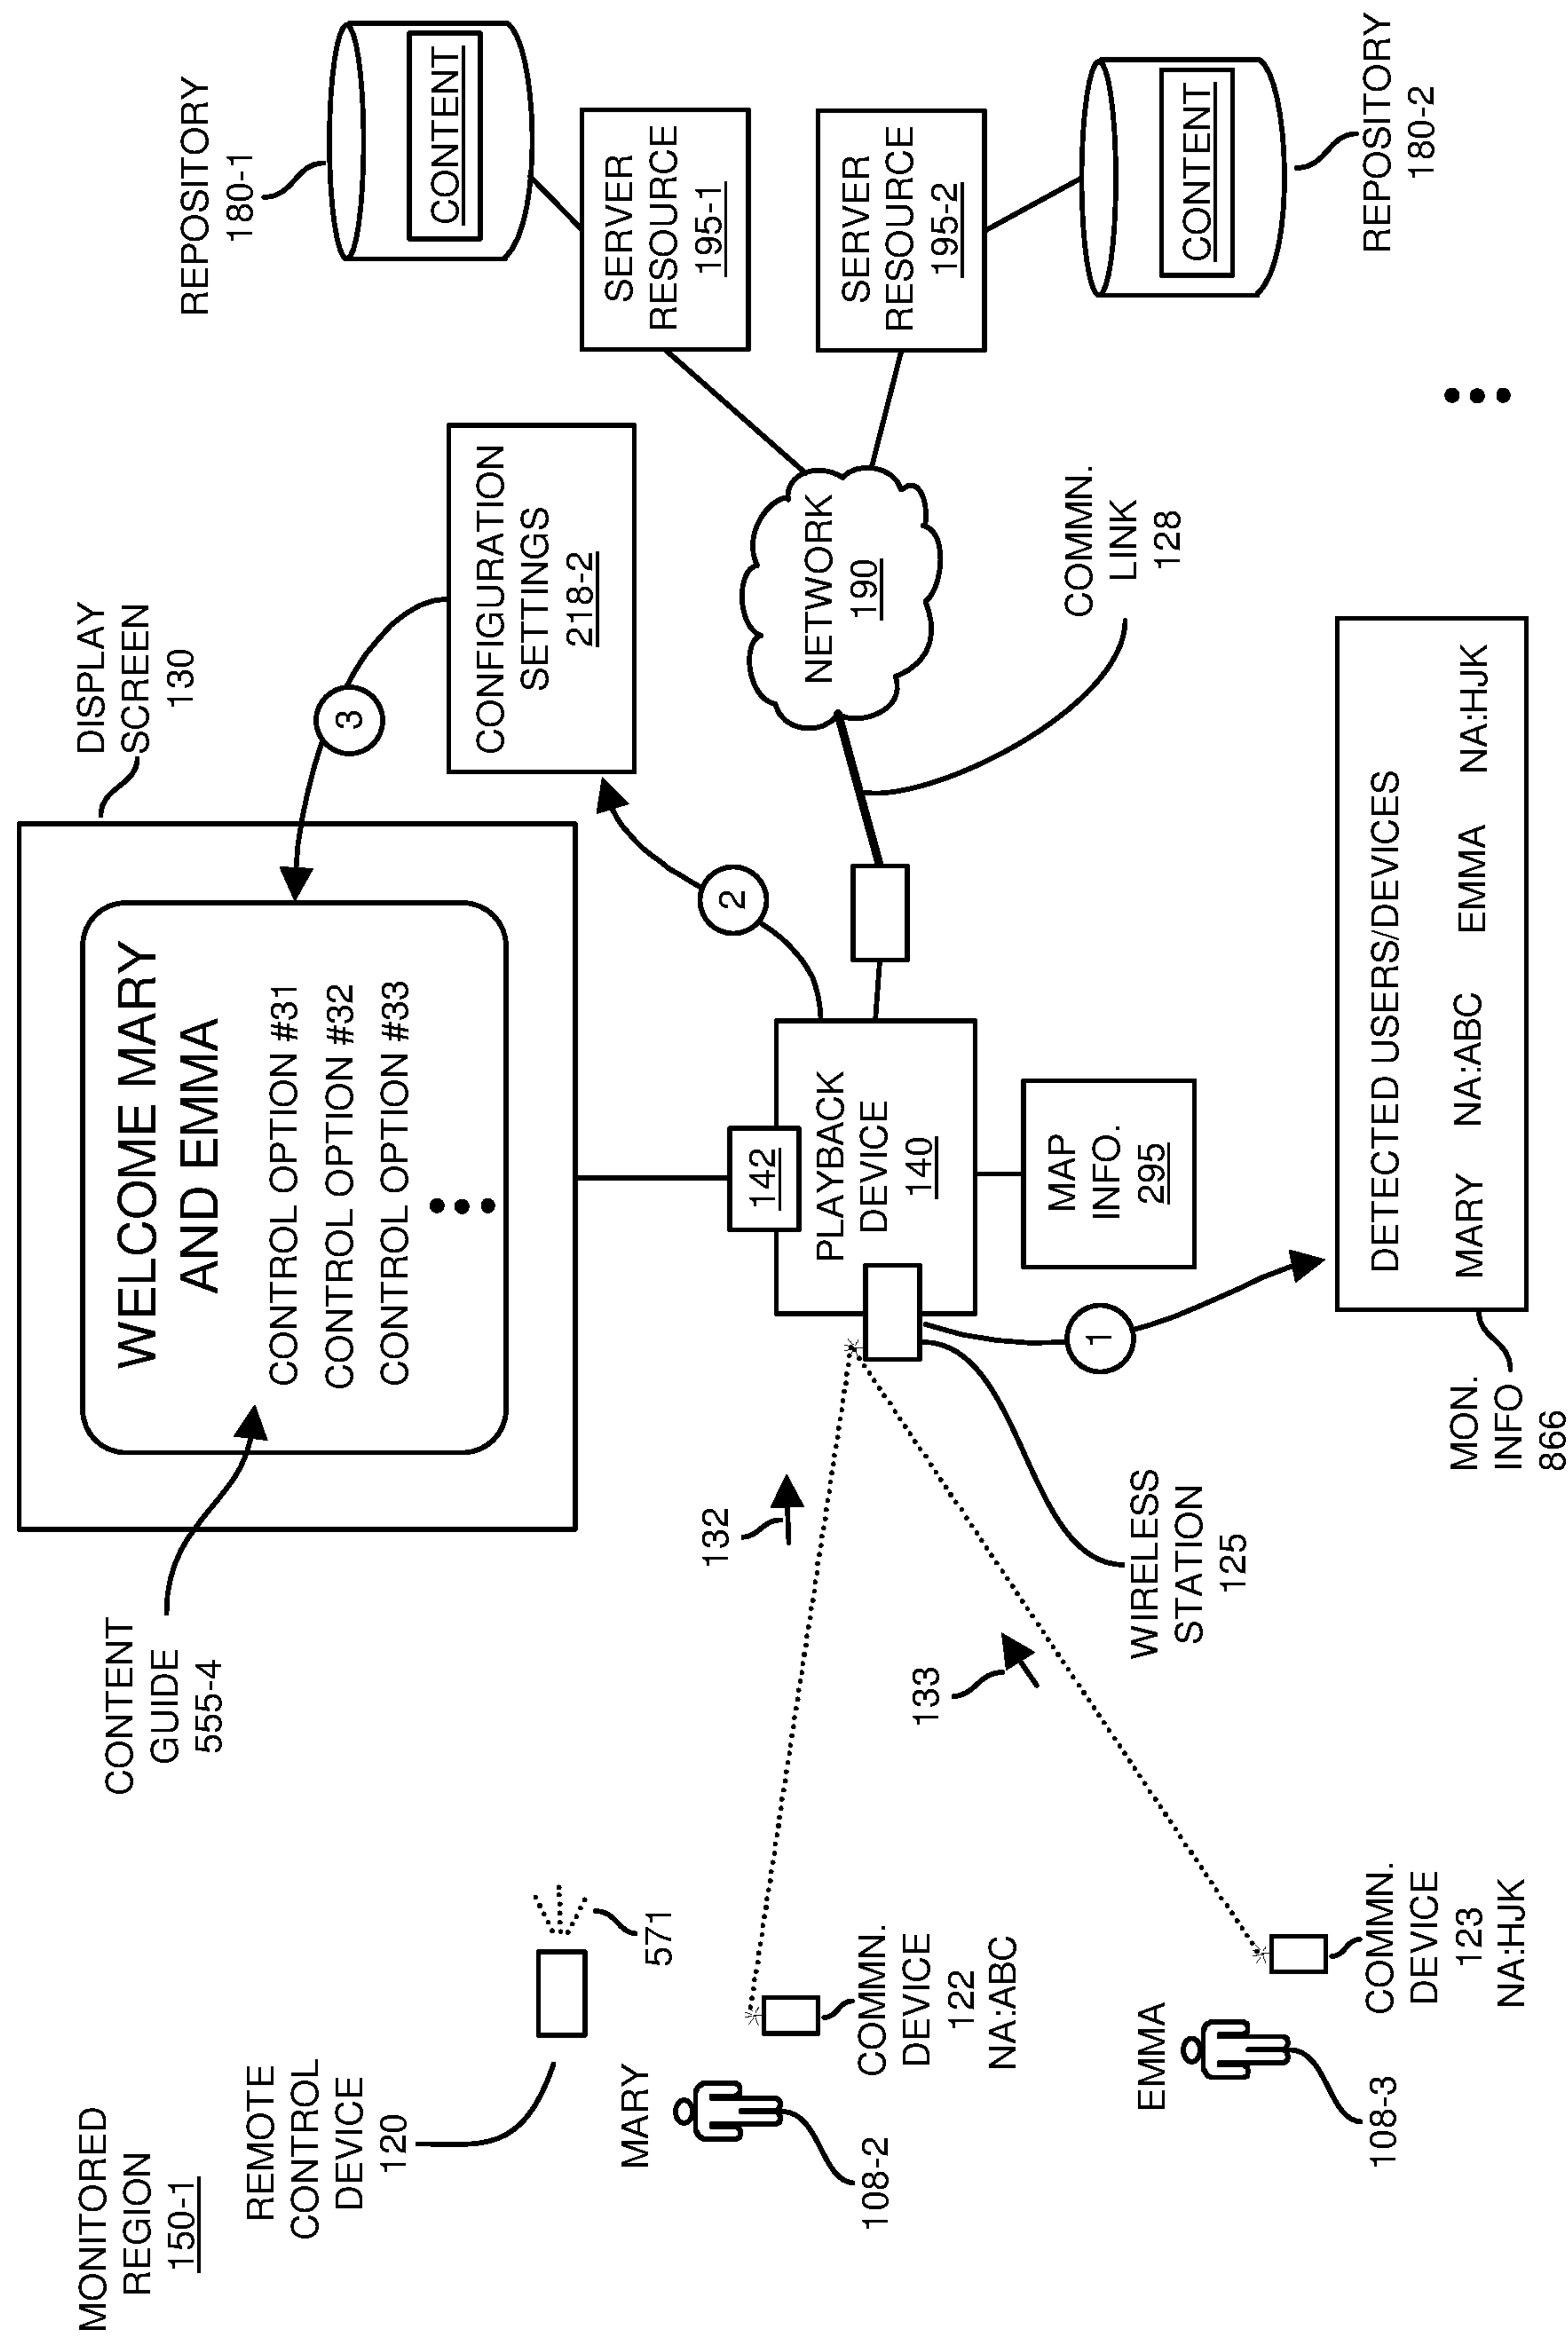 MONITORED
REGION
150-1
REMOTE
CONTROL
DEVICE
120
571
MARY
108-2
COMMN.
DEVICE
122
NA:ABC
EMMA
108-3
COMMN.
DEVICE
123
NA:HJK
CONTENT
GUIDE
555-4
132
133
WIRELESS
STATION
125
DISPLAY
SCREEN
130
WELCOME MARY
AND EMMA
CONTROL OPTION #31
CONTROL OPTION #32
CONTROL OPTION #33
142
PLAYBACK
DEVICE
140
MAP
INFO.
295
1
2
3
MON.
INFO
866
DETECTED USERS/DEVICES
MARY NA:ABC EMMA NA:HJK
CONFIGURATION
SETTINGS
218-2
NETWORK
190
COMMN.
LINK
128
REPOSITORY
180-1
CONTENT
SERVER
RESOURCE
195-1
SERVER
RESOURCE
195-2
CONTENT
REPOSITORY
180-2